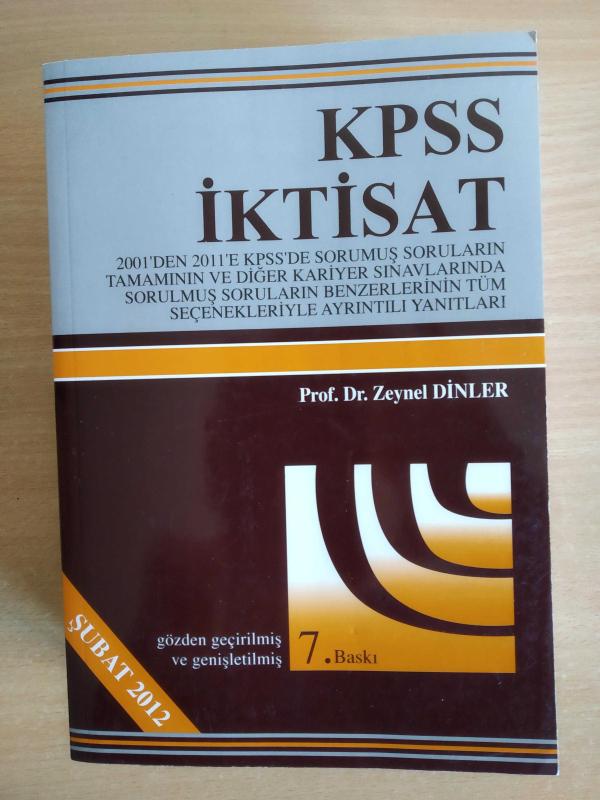 KPSS
İKTİSAT
2001'DEN 2011'E KPSS'DE SORUMUŞ SORULARIN
TAMAMININ VE DİĞER KARİYER SINAVLARINDA
SORULMUŞ SORULARIN BENZERLERİNİN TÜM
SEÇENEKLERİYLE AYRINTILI YANITLARI
Prof. Dr. Zeynel DİNLER
gözden geçirilmiş
ve genişletilmiş
7. Baskı
ŞUBAT 2012